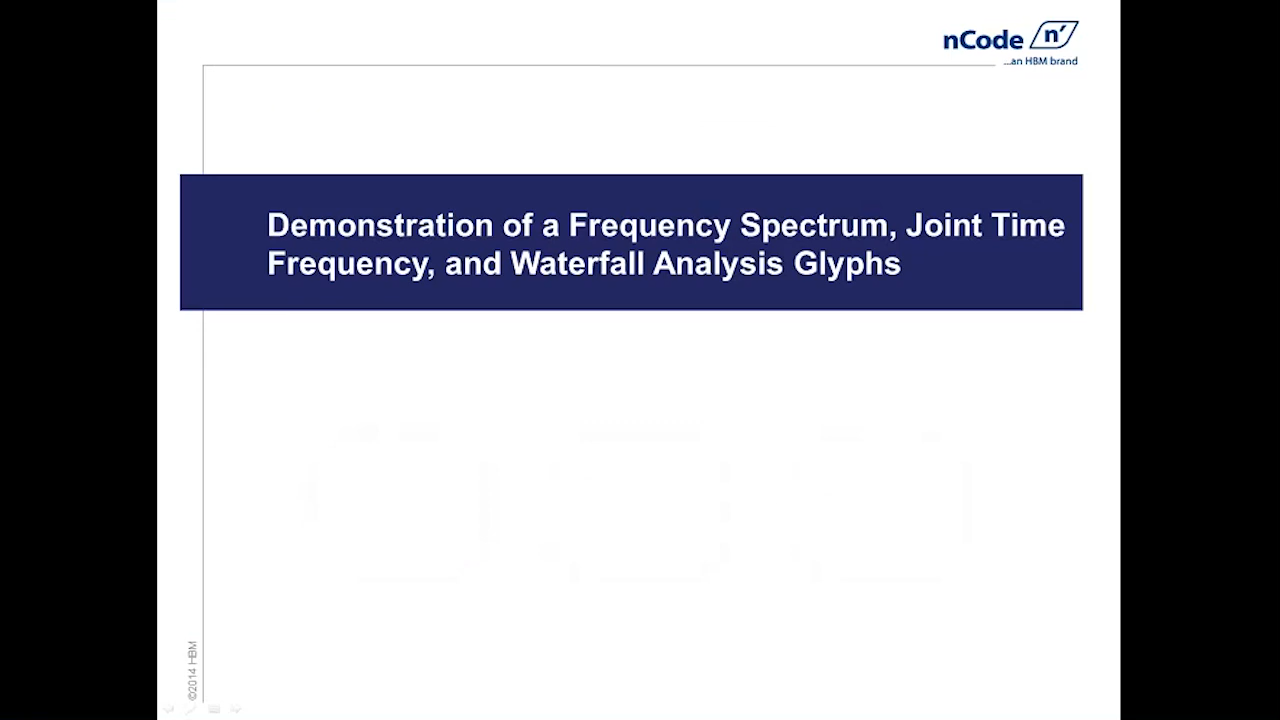 nCode n'
...an HBM brand
Demonstration of a Frequency Spectrum, Joint Time
Frequency, and Waterfall Analysis Glyphs
©2014 HBM